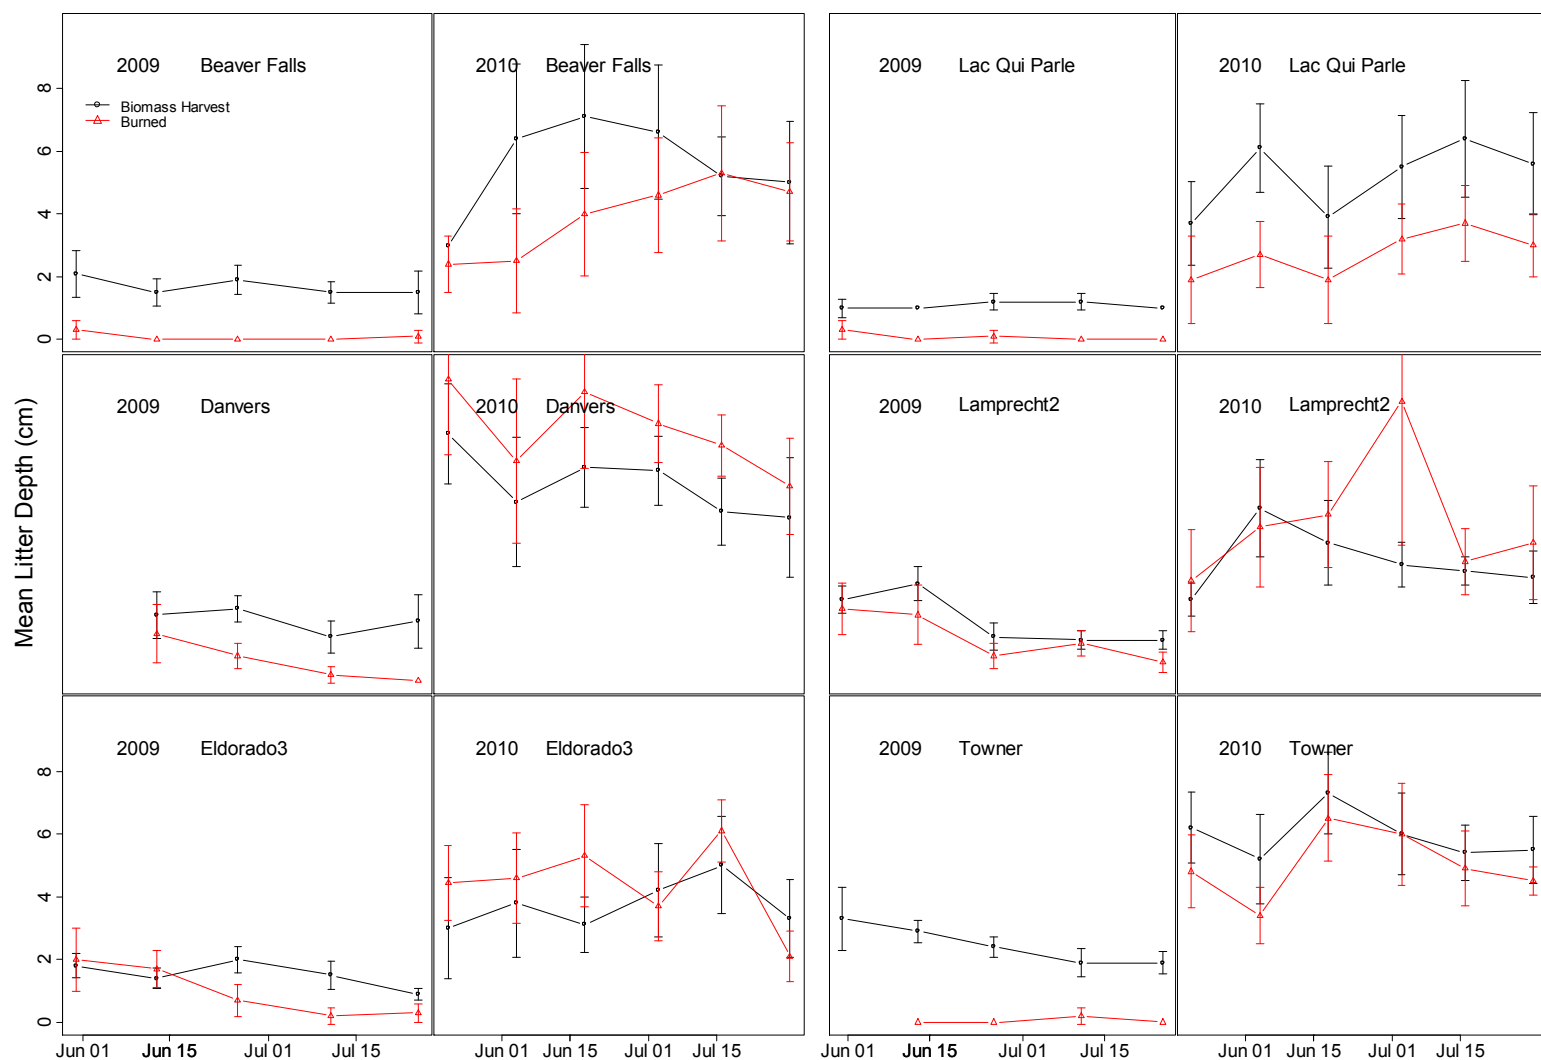 2009 Beaver Falls
2010 Beaver Falls
2009 Lac Qui Parle
2010 Lac Qui Parle
Biomass Harvest
Burned
8
6
4
2
0
2009 Danvers
2010 Danvers
2009 Lamprecht2
2010 Lamprecht2
Mean Litter Depth (cm)
2009 Eldorado3
2010 Eldorado3
2009 Towner
2010 Towner
8
6
4
2
0
Jun 01 Jun 15 Jul 01 Jul 15
Jun 01 Jun 15 Jul 01 Jul 15
Jun 01 Jun 15 Jul 01 Jul 15
Jun 01 Jun 15 Jul 01 Jul 15